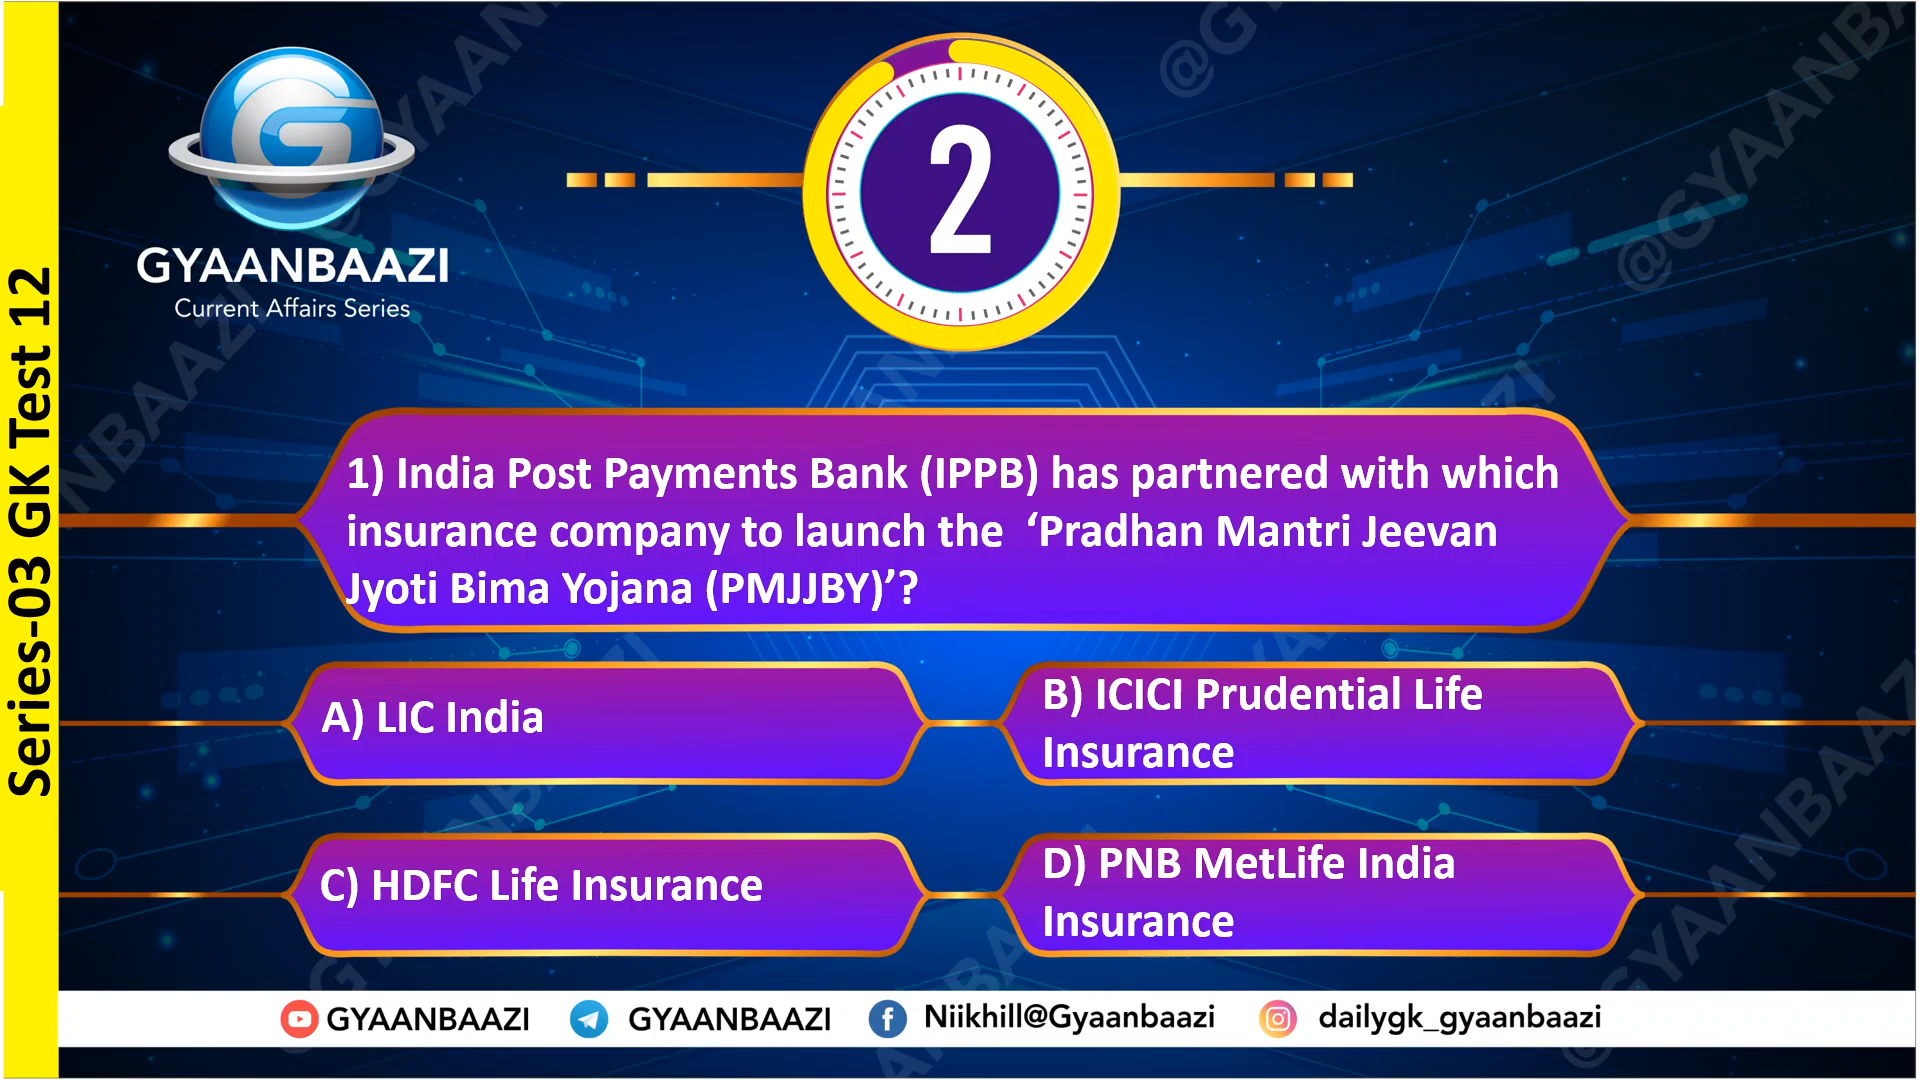 Series-03 GK Test 12
GYAANBAAZI
Current Affairs Series
2
1) India Post Payments Bank (IPPB) has partnered with which
insurance company to launch the ‘Pradhan Mantri Jeevan
Jyoti Bima Yojana (PMJJBY)’?
A) LIC India
B) ICICI Prudential Life
Insurance
C) HDFC Life Insurance
D) PNB MetLife India
Insurance
GYAANBAAZI
GYAANBAAZI
Niikhill@Gyaanbaazi
dailygk_gyaanbaazi
@GYAANBAAZI